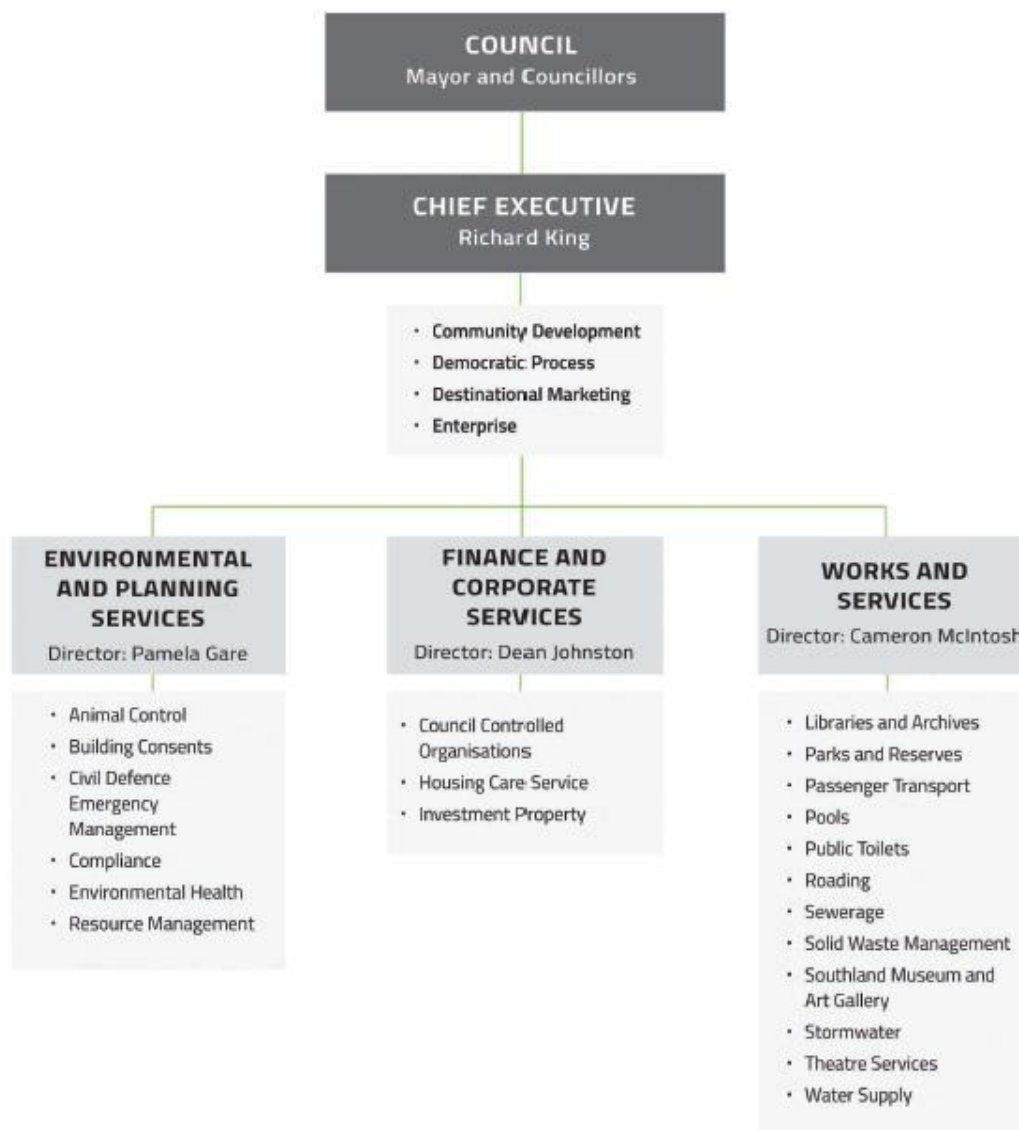 COUNCIL
Mayor and Councillors
CHIEF EXECUTIVE
Richard King
· Community Development
· Democratic Process
· Destinational Marketing
· Enterprise
ENVIRONMENTAL
AND PLANNING
SERVICES
Director: Pamela Gare
· Animal Control
· Building Consents
· Civil Defence
Emergency
Management
· Compliance
· Environmental Health
· Resource Management
FINANCE AND
CORPORATE
SERVICES
Director: Dean Johnston
· Council Controlled
Organisations
· Housing Care Service
· Investment Property
WORKS AND
SERVICES
Director: Cameron McIntosh
· Libraries and Archives
· Parks and Reserves
· Passenger Transport
· Pools
· Public Toilets
· Roading
· Sewerage
· Solid Waste Management
· Southland Museum and
Art Gallery
· Stormwater
· Theatre Services
· Water Supply